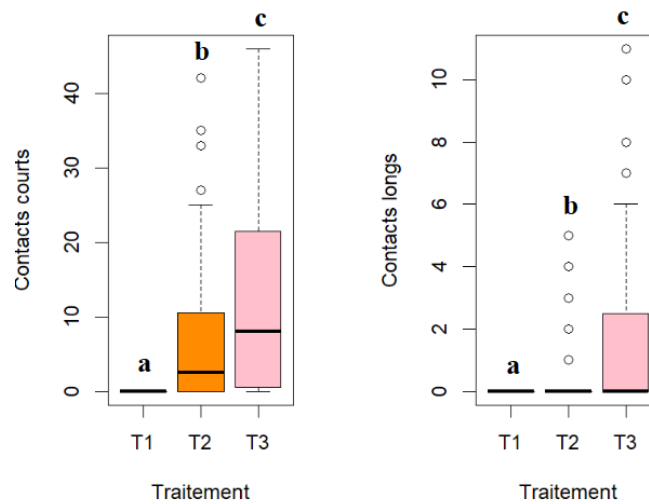 c
b
a
Contacts courts
0
10
20
30
40
T1
T2
T3
Traitement
c
b
a
Contacts longs
0
2
4
6
8
10
T1
T2
T3
Traitement